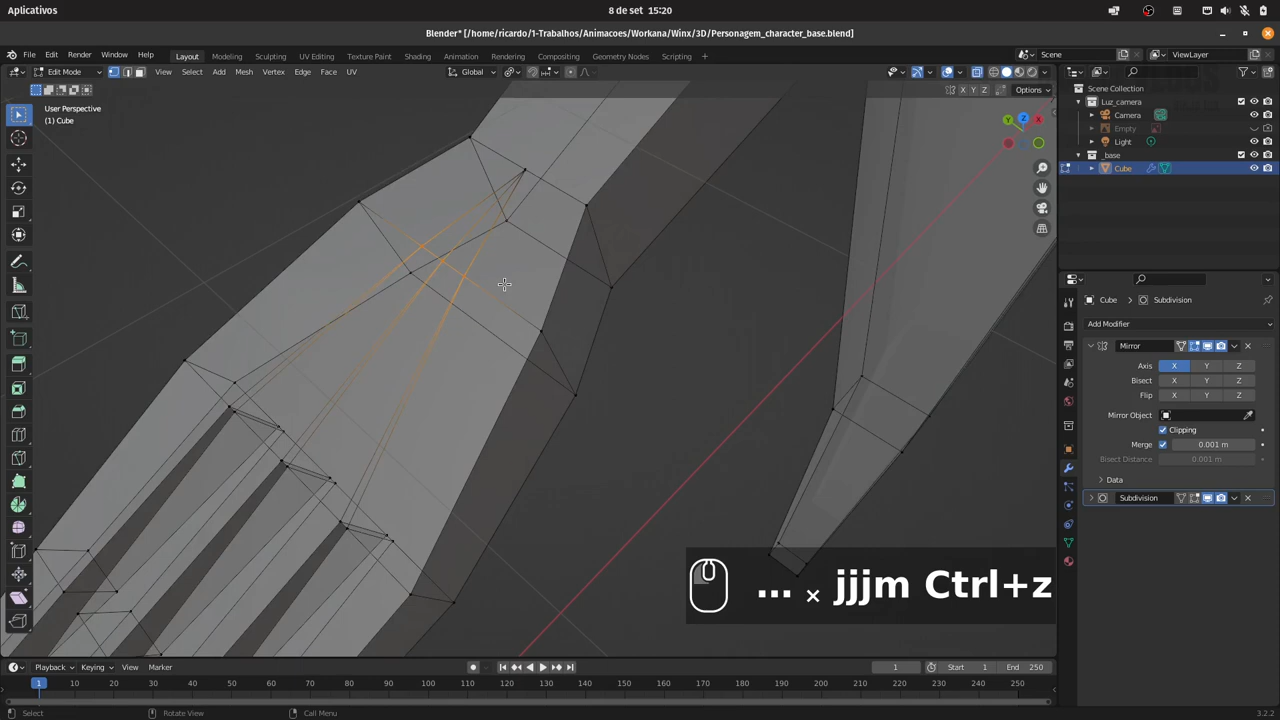 Aplicativos
8 de set 15:20
Blender* [/home/ricardo/1-Trabalhos/Animacoes/Workana/Winx/3D/Personagem_character_base.blend]
File Edit Render Window Help Layout Modeling Sculpting UV Editing Texture Paint Shading Animation Rendering Compositing Geometry Nodes Scripting + Scene ViewLayer
Edit Mode View Select Add Mesh Vertex Edges Face UV Global
X Y Z Options
User Perspective
(1) Cube
Scene Collection
Luz_camera
Camera
Empty
Light
_base
Cube
Y Z X
Cube > Subdivision
Add Modifier
Mirror
Axis X Y Z
Bisect X Y Z
Flip X Y Z
Mirror Object
Clipping
Merge 0.001 m
Bisect Distance 0.001 m
Data
Subdivision
... × jjjm Ctrl+z
Playback Keying View Marker 1 Start 1 End 250
1 10 20 30 40 50 60 70 80 90 100 110 120 130 140 150 160 170 180 190 200 210 220 230 240 250
Select Rotate View Call Menu 3.2.2